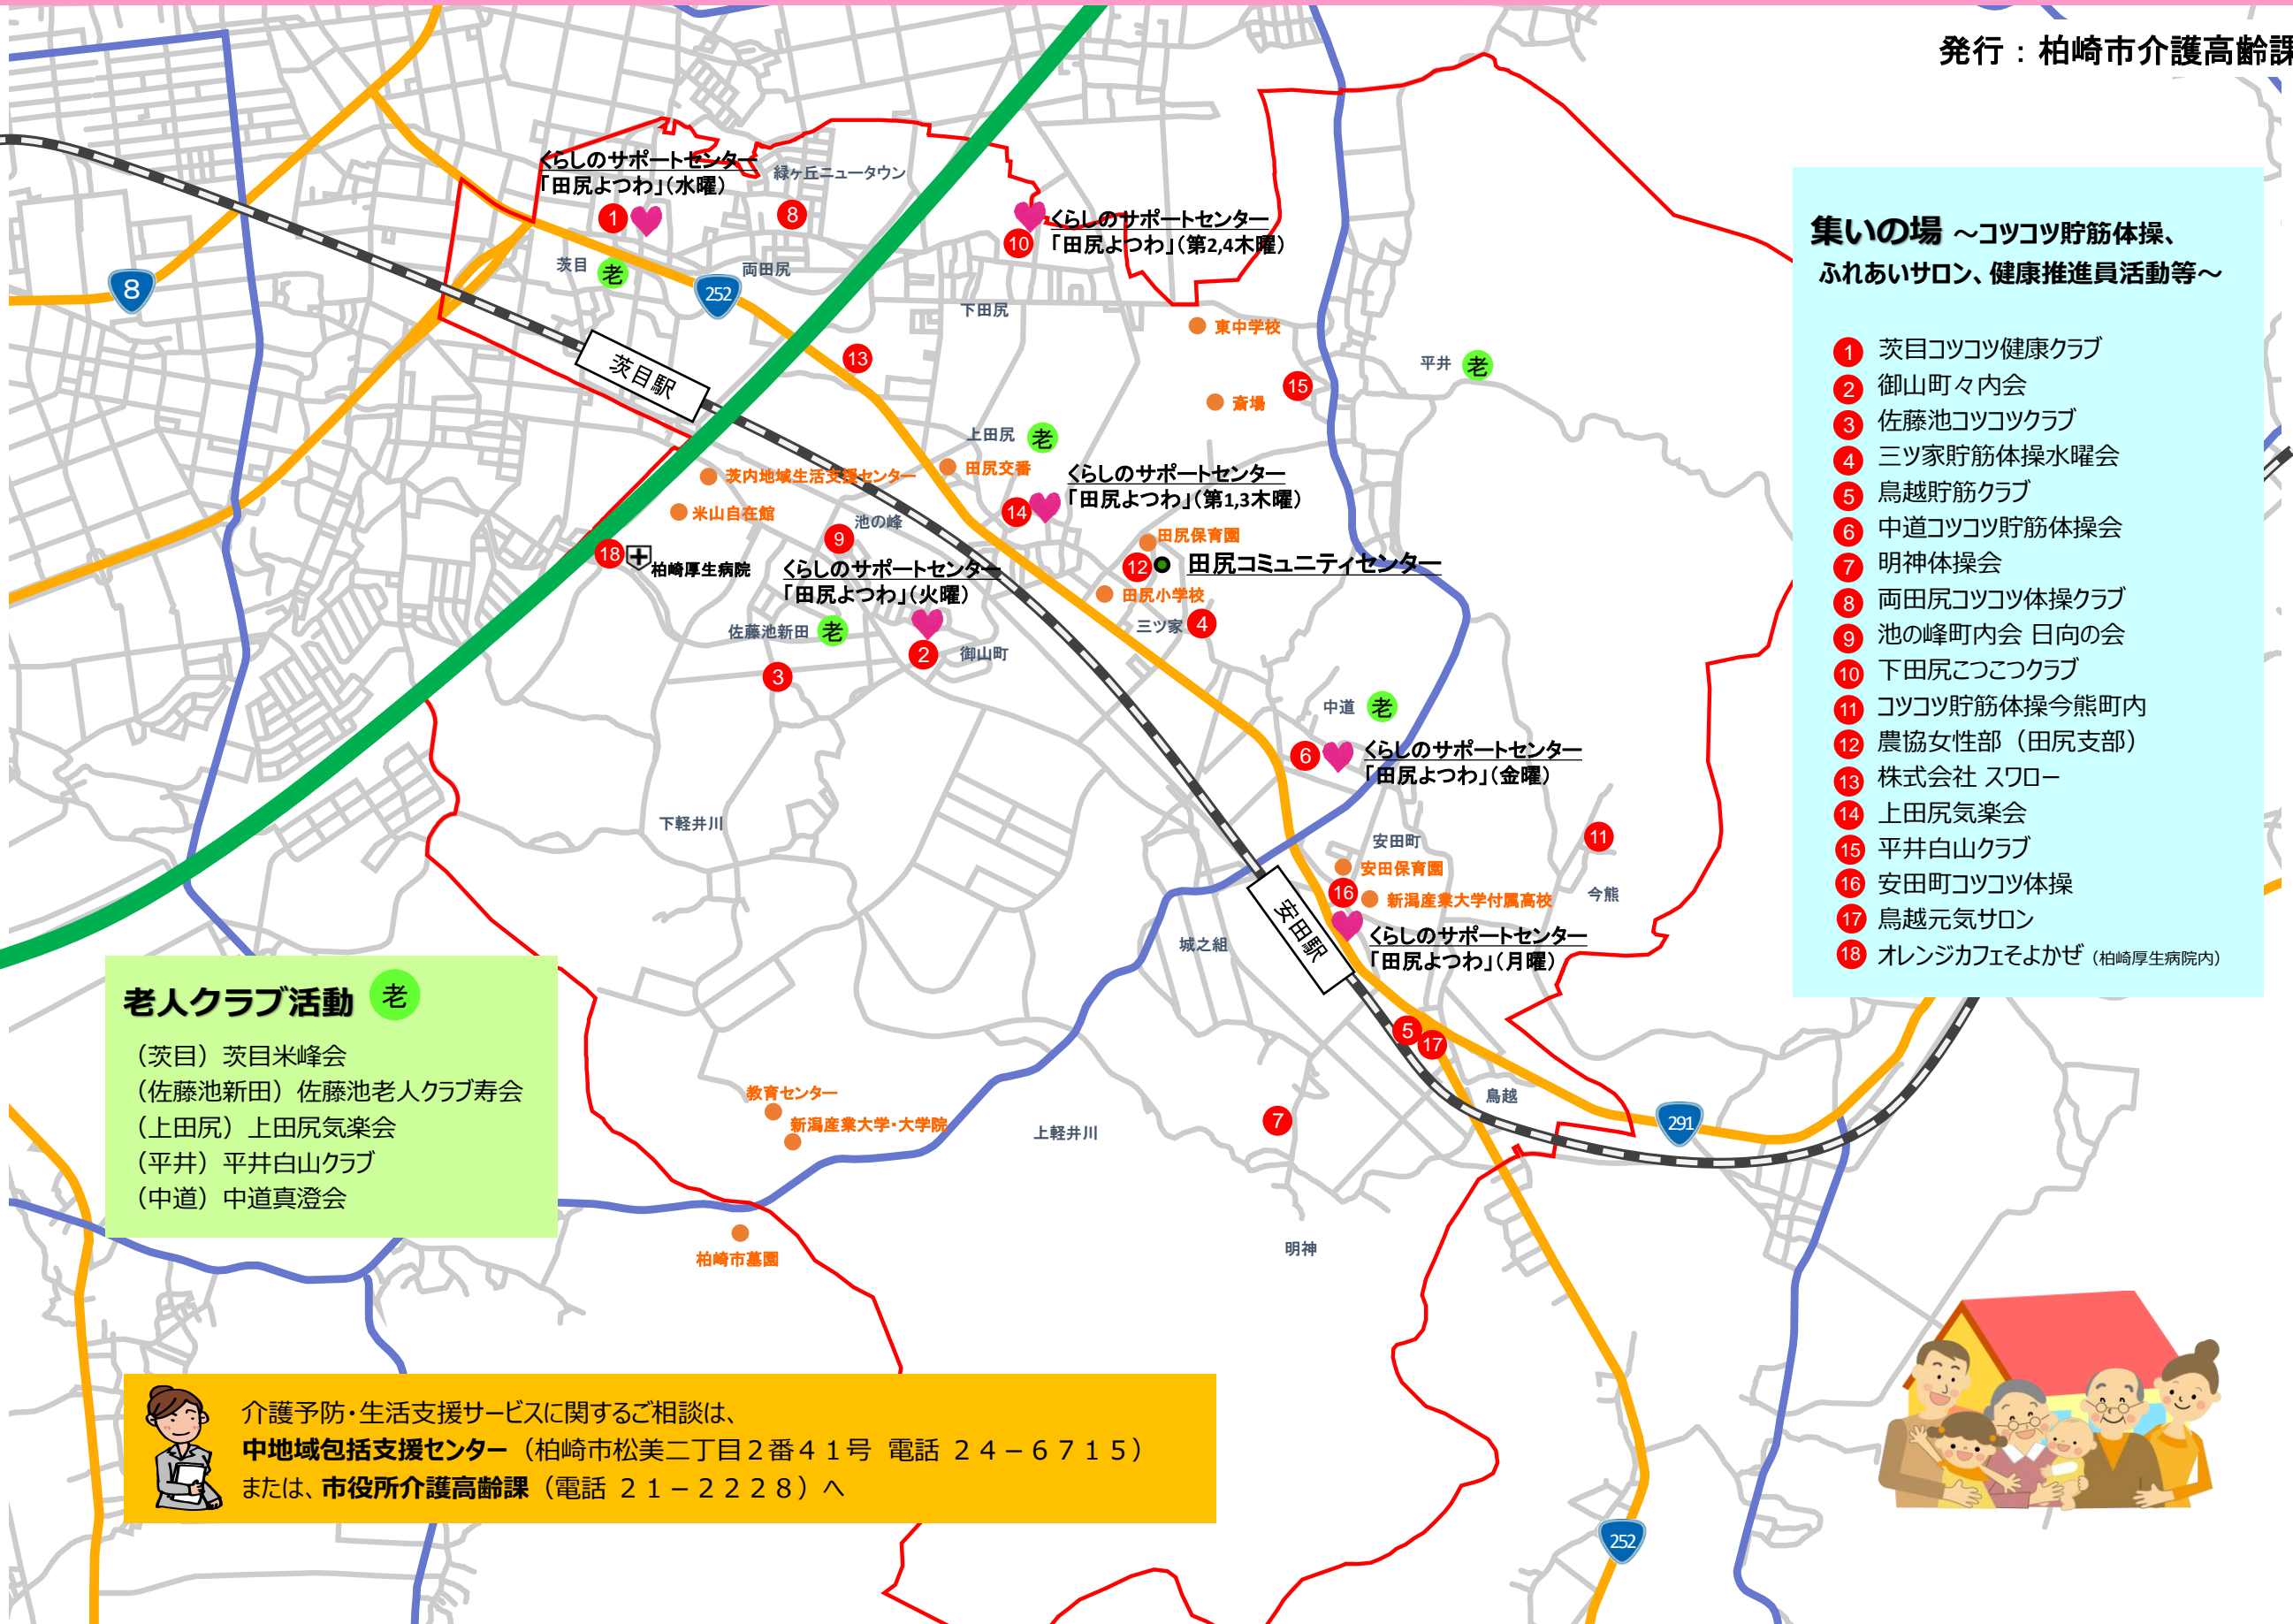 発行：柏崎市介護高齢課
くらしのサポートセンター
「田尻よつわ」（水曜）
緑ヶ丘ニュータウン
1
8
くらしのサポートセンター
「田尻よつわ」（第2,4木曜）
10
茨目
老
両田尻
8
252
下田尻
東中学校
13
茨目駅
平井
老
15
斎場
上田尻
老
田尻交番
茨内地域生活支援センター
くらしのサポートセンター
「田尻よつわ」（第1,3木曜）
14
米山自在館
池の峰
9
田尻保育園
18
柏崎厚生病院
12
田尻コミュニティセンター
くらしのサポートセンター
「田尻よつわ」（火曜）
田尻小学校
三ツ家
4
佐藤池新田
老
2
御山町
3
中道
老
6
くらしのサポートセンター
「田尻よつわ」（金曜）
下軽井川
安田町
11
安田保育園
16
新潟産業大学付属高校
今熊
安田駅
城之組
くらしのサポートセンター
「田尻よつわ」（月曜）
5
17
鳥越
291
教育センター
新潟産業大学・大学院
上軽井川
7
明神
柏崎市墓園
252
集いの場 ～コツコツ貯筋体操、
ふれあいサロン、健康推進員活動等～
1 茨目コツコツ健康クラブ
2 御山町々内会
3 佐藤池コツコツクラブ
4 三ツ家貯筋体操水曜会
5 鳥越貯筋クラブ
6 中道コツコツ貯筋体操会
7 明神体操会
8 両田尻コツコツ体操クラブ
9 池の峰町内会 日向の会
10 下田尻こつこつクラブ
11 コツコツ貯筋体操今熊町内
12 農協女性部（田尻支部）
13 株式会社 スワロー
14 上田尻気楽会
15 平井白山クラブ
16 安田町コツコツ体操
17 鳥越元気サロン
18 オレンジカフェそよかぜ（柏崎厚生病院内）
老人クラブ活動 老
（茨目）茨目米峰会
（佐藤池新田）佐藤池老人クラブ寿会
（上田尻）上田尻気楽会
（平井）平井白山クラブ
（中道）中道真澄会
介護予防・生活支援サービスに関するご相談は、
中地域包括支援センター（柏崎市松美二丁目２番４１号 電話 ２４－６７１５）
または、市役所介護高齢課（電話 ２１－２２２８）へ